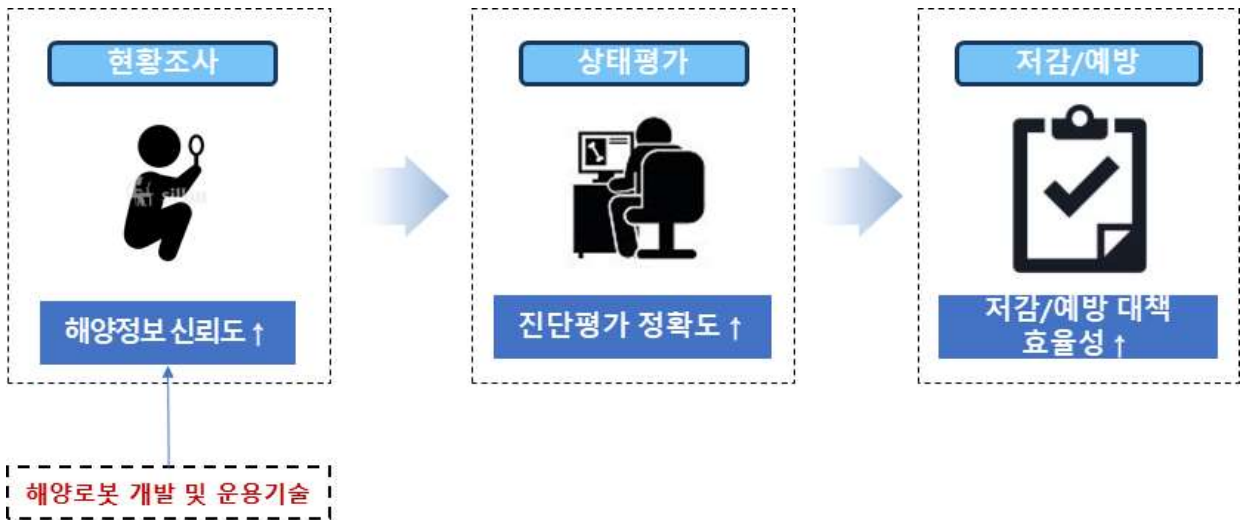 현황조사
상태평가
저감/예방
해양정보 신뢰도 ↑
진단평가 정확도 ↑
저감/예방 대책
효율성 ↑
해양로봇 개발 및 운용기술